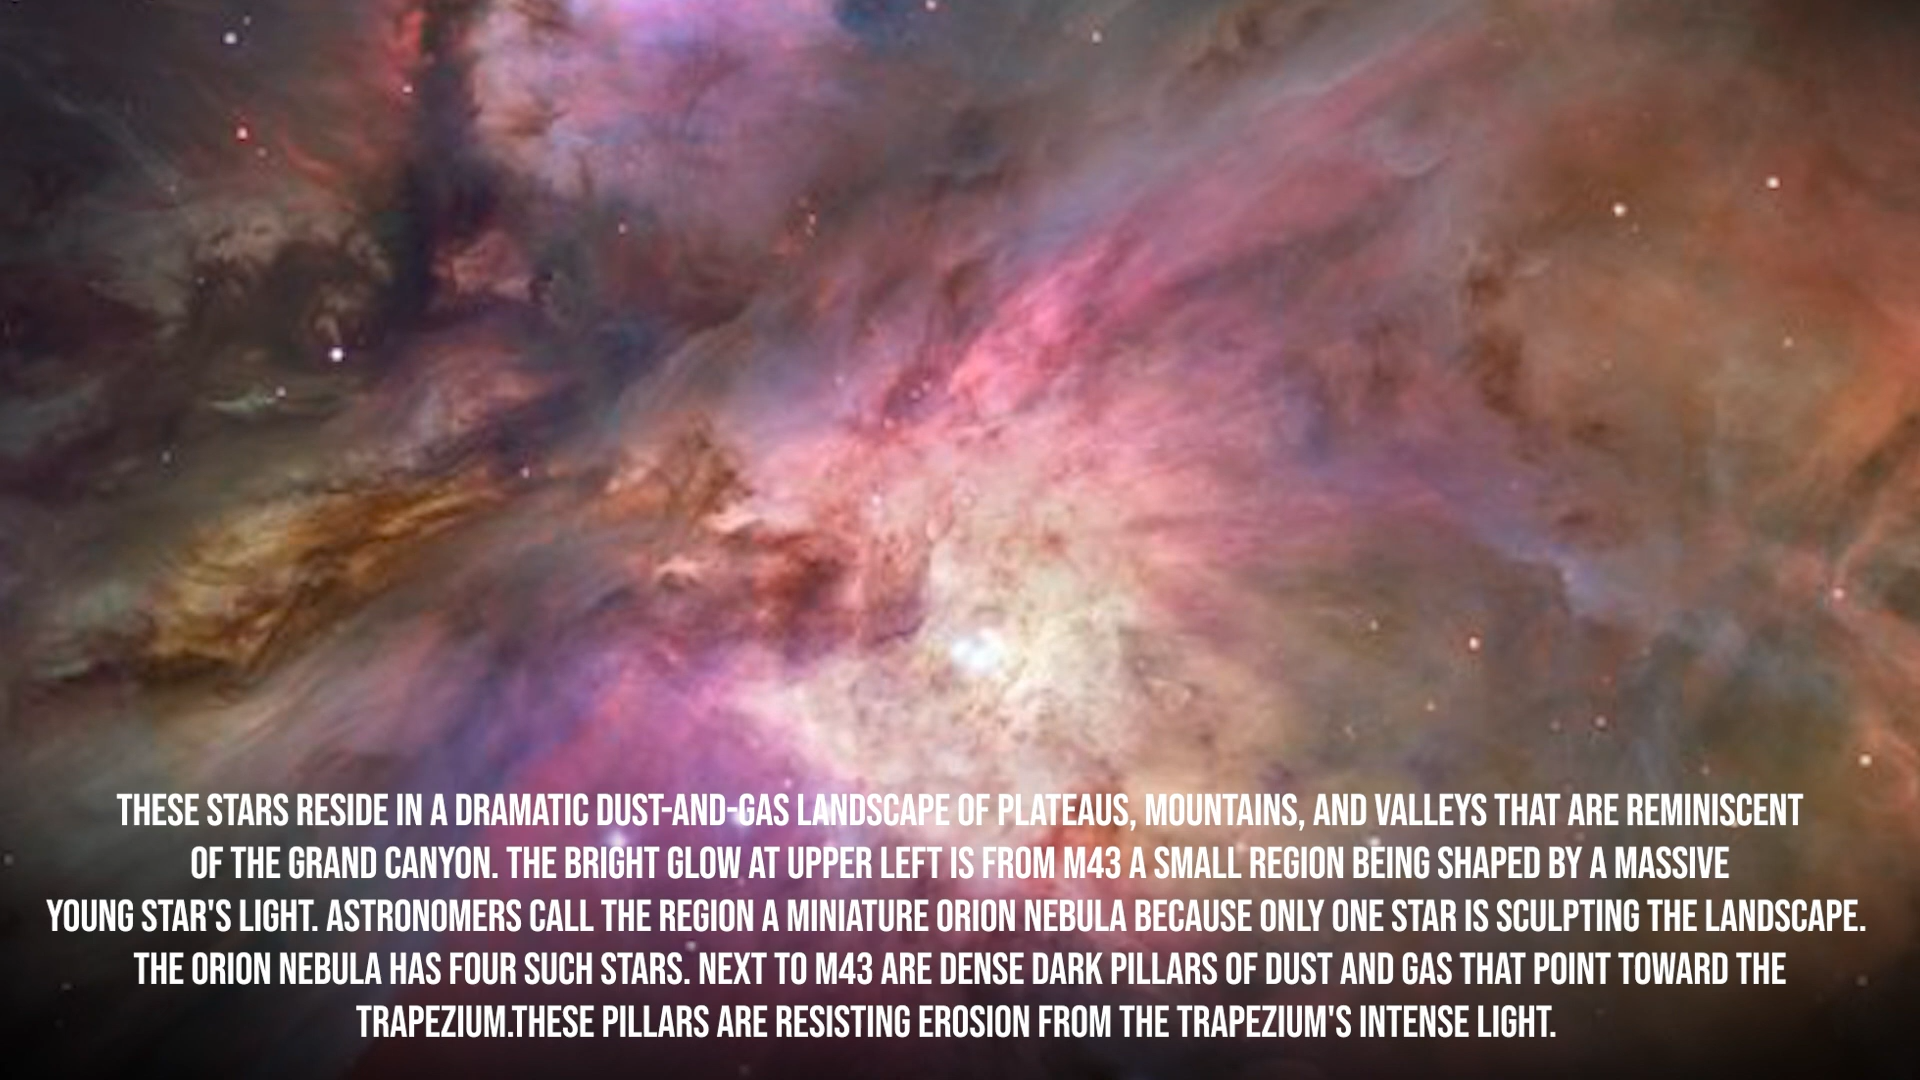 THESE STARS RESIDE IN A DRAMATIC DUST-AND-GAS LANDSCAPE OF PLATEAUS, MOUNTAINS, AND VALLEYS THAT ARE REMINISCENT
OF THE GRAND CANYON. THE BRIGHT GLOW AT UPPER LEFT IS FROM M43 A SMALL REGION BEING SHAPED BY A MASSIVE
YOUNG STAR'S LIGHT. ASTRONOMERS CALL THE REGION A MINIATURE ORION NEBULA BECAUSE ONLY ONE STAR IS SCULPTING THE LANDSCAPE.
THE ORION NEBULA HAS FOUR SUCH STARS. NEXT TO M43 ARE DENSE DARK PILLARS OF DUST AND GAS THAT POINT TOWARD THE
TRAPEZIUM.THESE PILLARS ARE RESISTING EROSION FROM THE TRAPEZIUM'S INTENSE LIGHT.